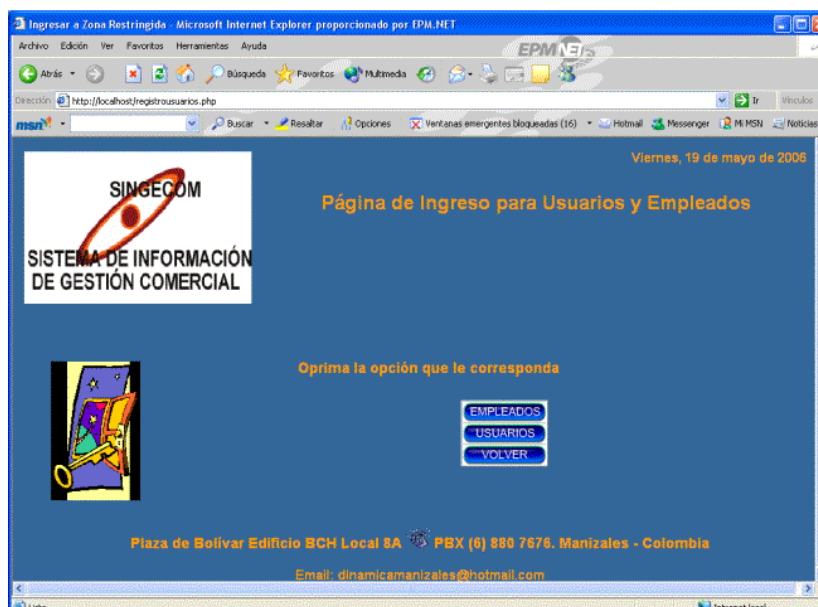 Ingresar a Zona Restringida - Microsoft Internet Explorer proporcionado por EPM.NET
Archivo Edición Ver Favoritos Herramientas Ayuda
EPMNET
Atrás Búsqueda Favoritos Multimedia
Dirección http://localhost/registrousuarios.php Ir Vínculos
msn Buscar Resaltar Opciones Ventanas emergentes bloqueadas (16) Hotmail Messenger Mi MSN Noticias
Viernes, 19 de mayo de 2006
SINGECOM
SISTEMA DE INFORMACIÓN
DE GESTIÓN COMERCIAL
Página de Ingreso para Usuarios y Empleados
Oprima la opción que le corresponda
EMPLEADOS
USUARIOS
VOLVER
Plaza de Bolívar Edificio BCH Local 8A PBX (6) 880 7676. Manizales - Colombia
Email: dinamicamanizales@hotmail.com